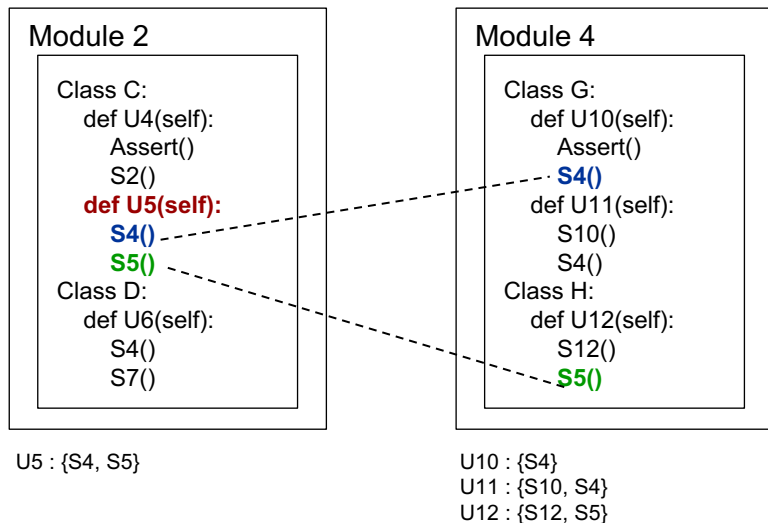 Module 2
Class C:
def U4(self):
Assert()
S2()
def U5(self):
S4()
S5()
Class D:
def U6(self):
S4()
S7()
U5 : {S4, S5}
Module 4
Class G:
def U10(self):
Assert()
S4()
def U11(self):
S10()
S4()
Class H:
def U12(self):
S12()
S5()
U10 : {S4}
U11 : {S10, S4}
U12 : {S12, S5}